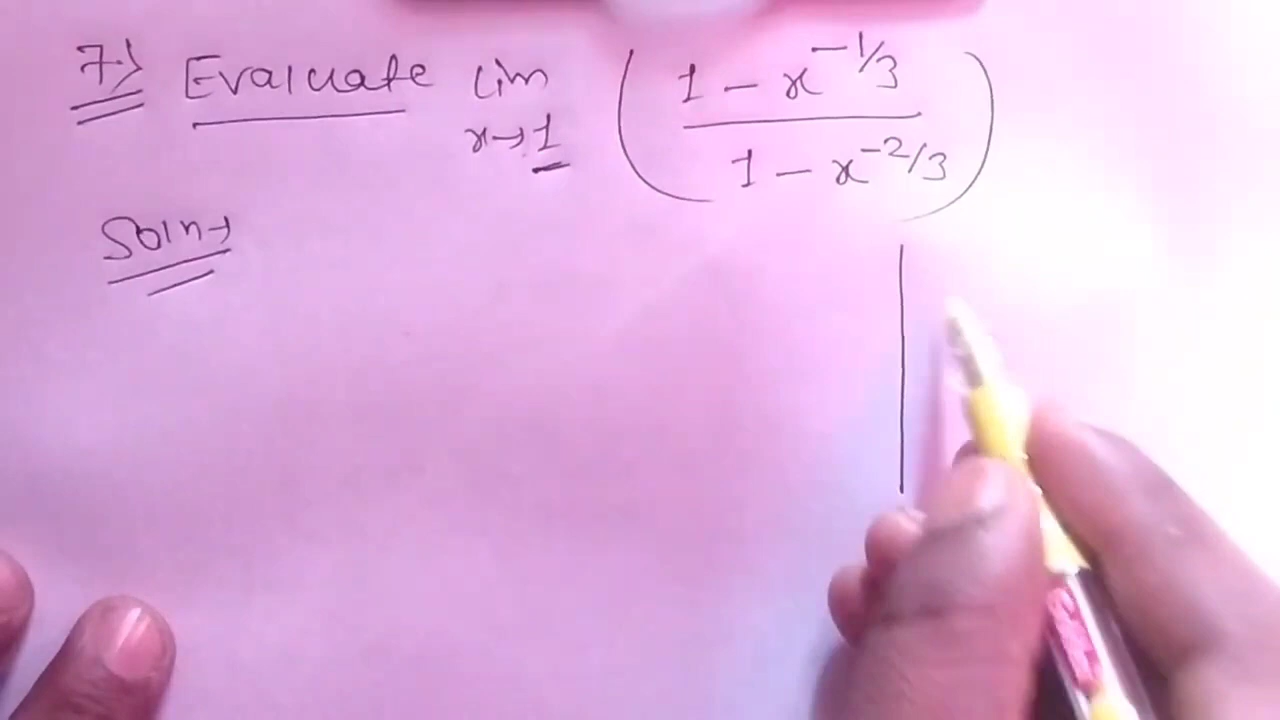 7.) Evaluate lim x→1 ( (1 - x^{-1/3}) / (1 - x^{-2/3}) )
Soln→